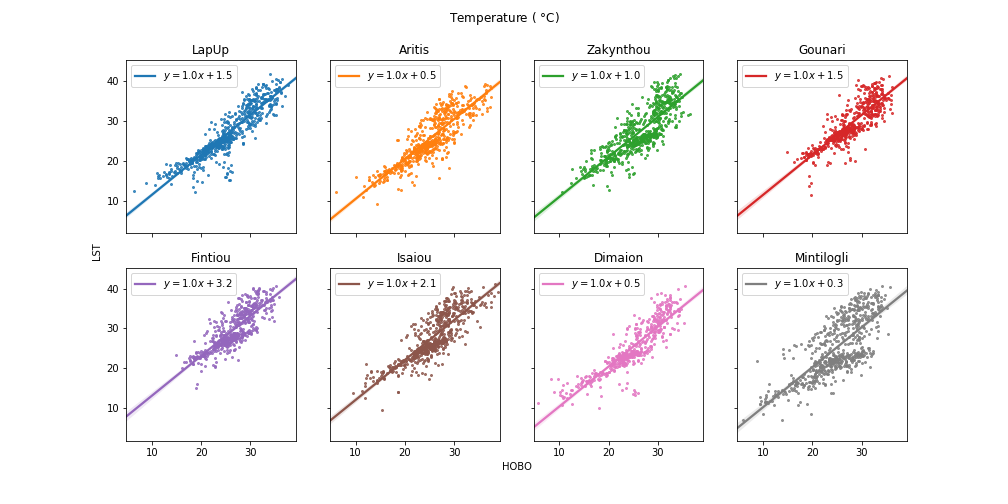 Temperature ( °C)
LapUp
Aritis
Zakynthou
Gounari
y = 1.0x + 1.5
y = 1.0x + 0.5
y = 1.0x + 1.0
y = 1.0x + 1.5
40
30
20
10
LST
Fintiou
Isaiou
Dimaion
Mintilogli
y = 1.0x + 3.2
y = 1.0x + 2.1
y = 1.0x + 0.5
y = 1.0x + 0.3
40
30
20
10
10 20 30
10 20 30
10 20 30
10 20 30
HOBO